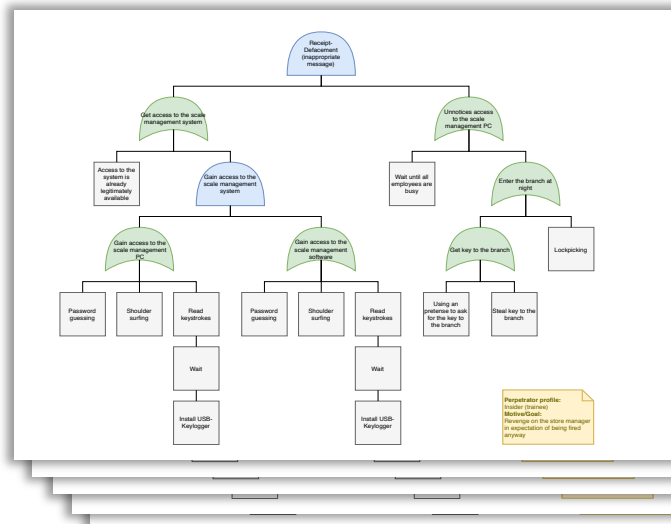 Receipt-
Defacement
(inappropriate
message)
Get access to the scale
management system
Unnotices access
to the scale
management PC
Access to the
system is
already
legitimately
available
Gain access to the
scale management
system
Wait until all
employees are
busy
Enter the branch at
night
Gain access to the
scale management
PC
Gain access to the
scale management
software
Get key to the branch
Lockpicking
Password
guessing
Shoulder
surfing
Read
keystrokes
Password
guessing
Shoulder
surfing
Read
keystrokes
Using an
pretense to ask
for the key to
the branch
Steal key to the
branch
Wait
Wait
Install USB-
Keylogger
Install USB-
Keylogger
Perpetrator profile:
Insider (trainee)
Motive/Goal:
Revenge on the store manager
in expectation of being fired
anyway